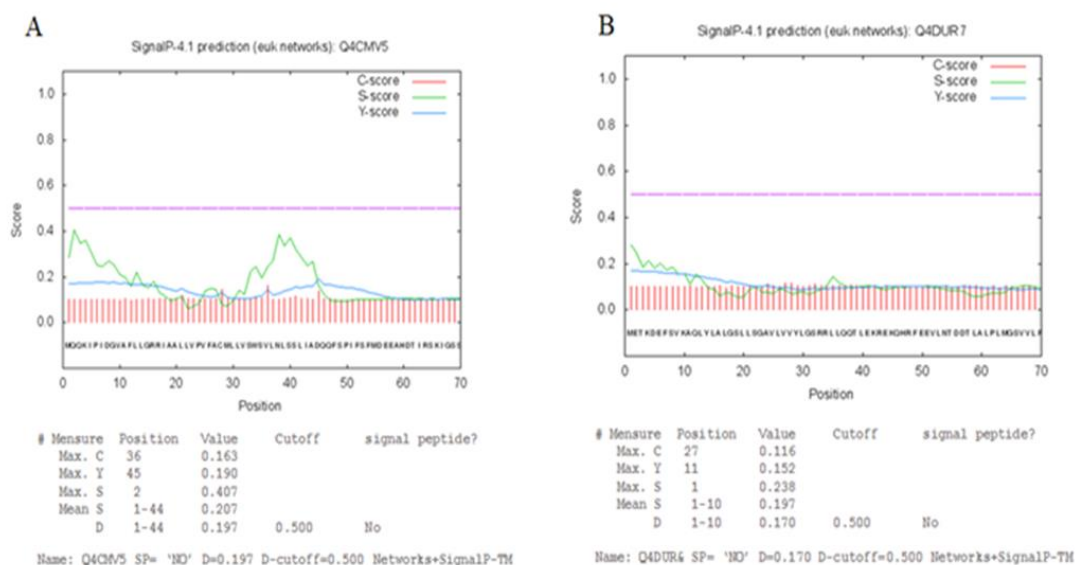 A
SignalP-4.1 prediction (euk networks): Q4CMV5
C-score
S-score
Y-score
1.0
0.8
0.6
0.4
0.2
0.0
Score
0 10 20 30 40 50 60 70
Position
# Mensure Position Value Cutoff signal peptide?
Max. C 36 0.163
Max. Y 45 0.190
Max. S 2 0.407
Mean S 1-44 0.207
D 1-44 0.197 0.500 No
Name: Q4CMV5 SP= ‘NO’ D=0.197 D-cutoff=0.500 Networks+SignalP-TM
B
SignalP-4.1 prediction (euk networks): Q4DUR7
C-score
S-score
Y-score
1.0
0.8
0.6
0.4
0.2
0.0
Score
0 10 20 30 40 50 60 70
Position
# Mensure Position Value Cutoff signal peptide?
Max. C 27 0.116
Max. Y 11 0.152
Max. S 1 0.238
Mean S 1-10 0.197
D 1-10 0.170 0.500 No
Name: Q4DUR& SP= ‘NO’ D=0.170 D-cutoff=0.500 Networks+SignalP-TM